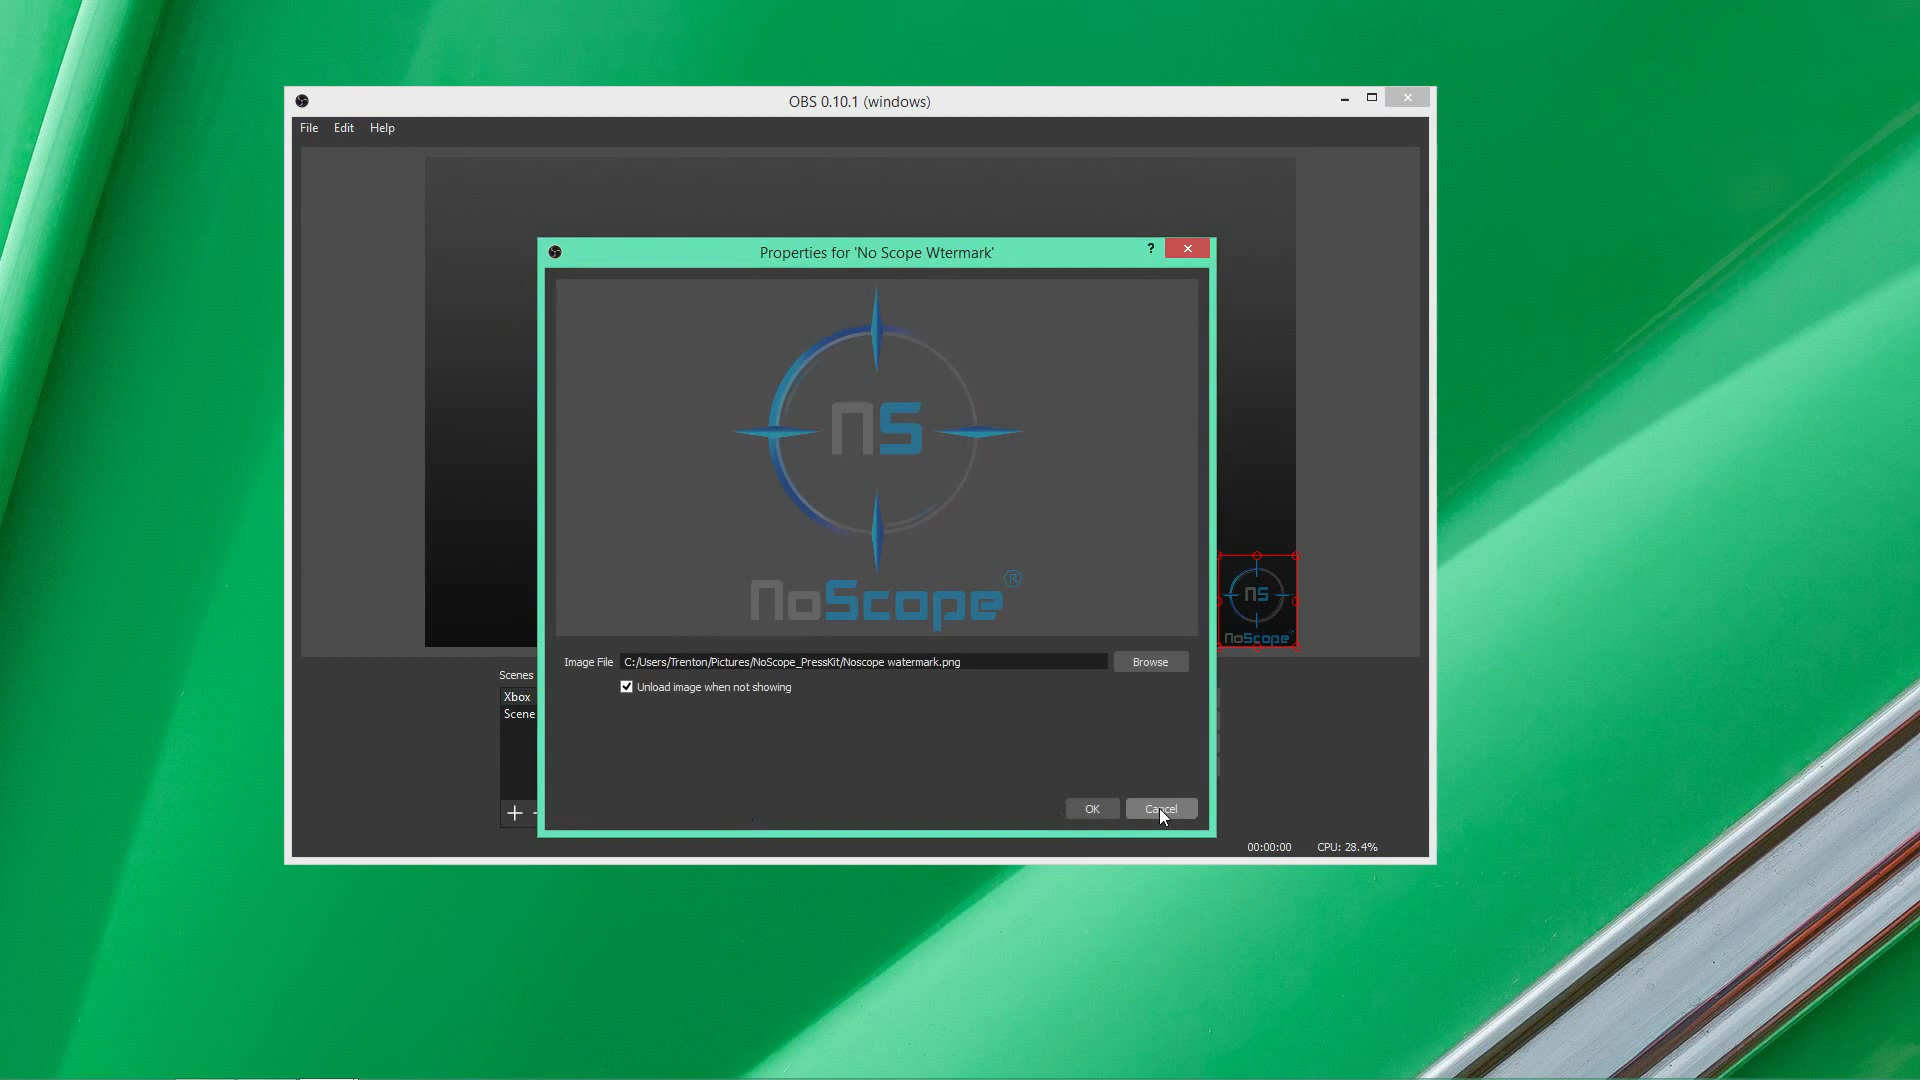 OBS 0.10.1 (windows)
File Edit Help
Properties for 'No Scope Wtermark'
?
NS
NoScope®
NS
NoScope
Image File C:/Users/Trenton/Pictures/NoScope_PressKit/Noscope watermark.png Browse
Unload image when not showing
Scenes
Xbox
Scene
OK Cancel
00:00:00 CPU: 28.4%